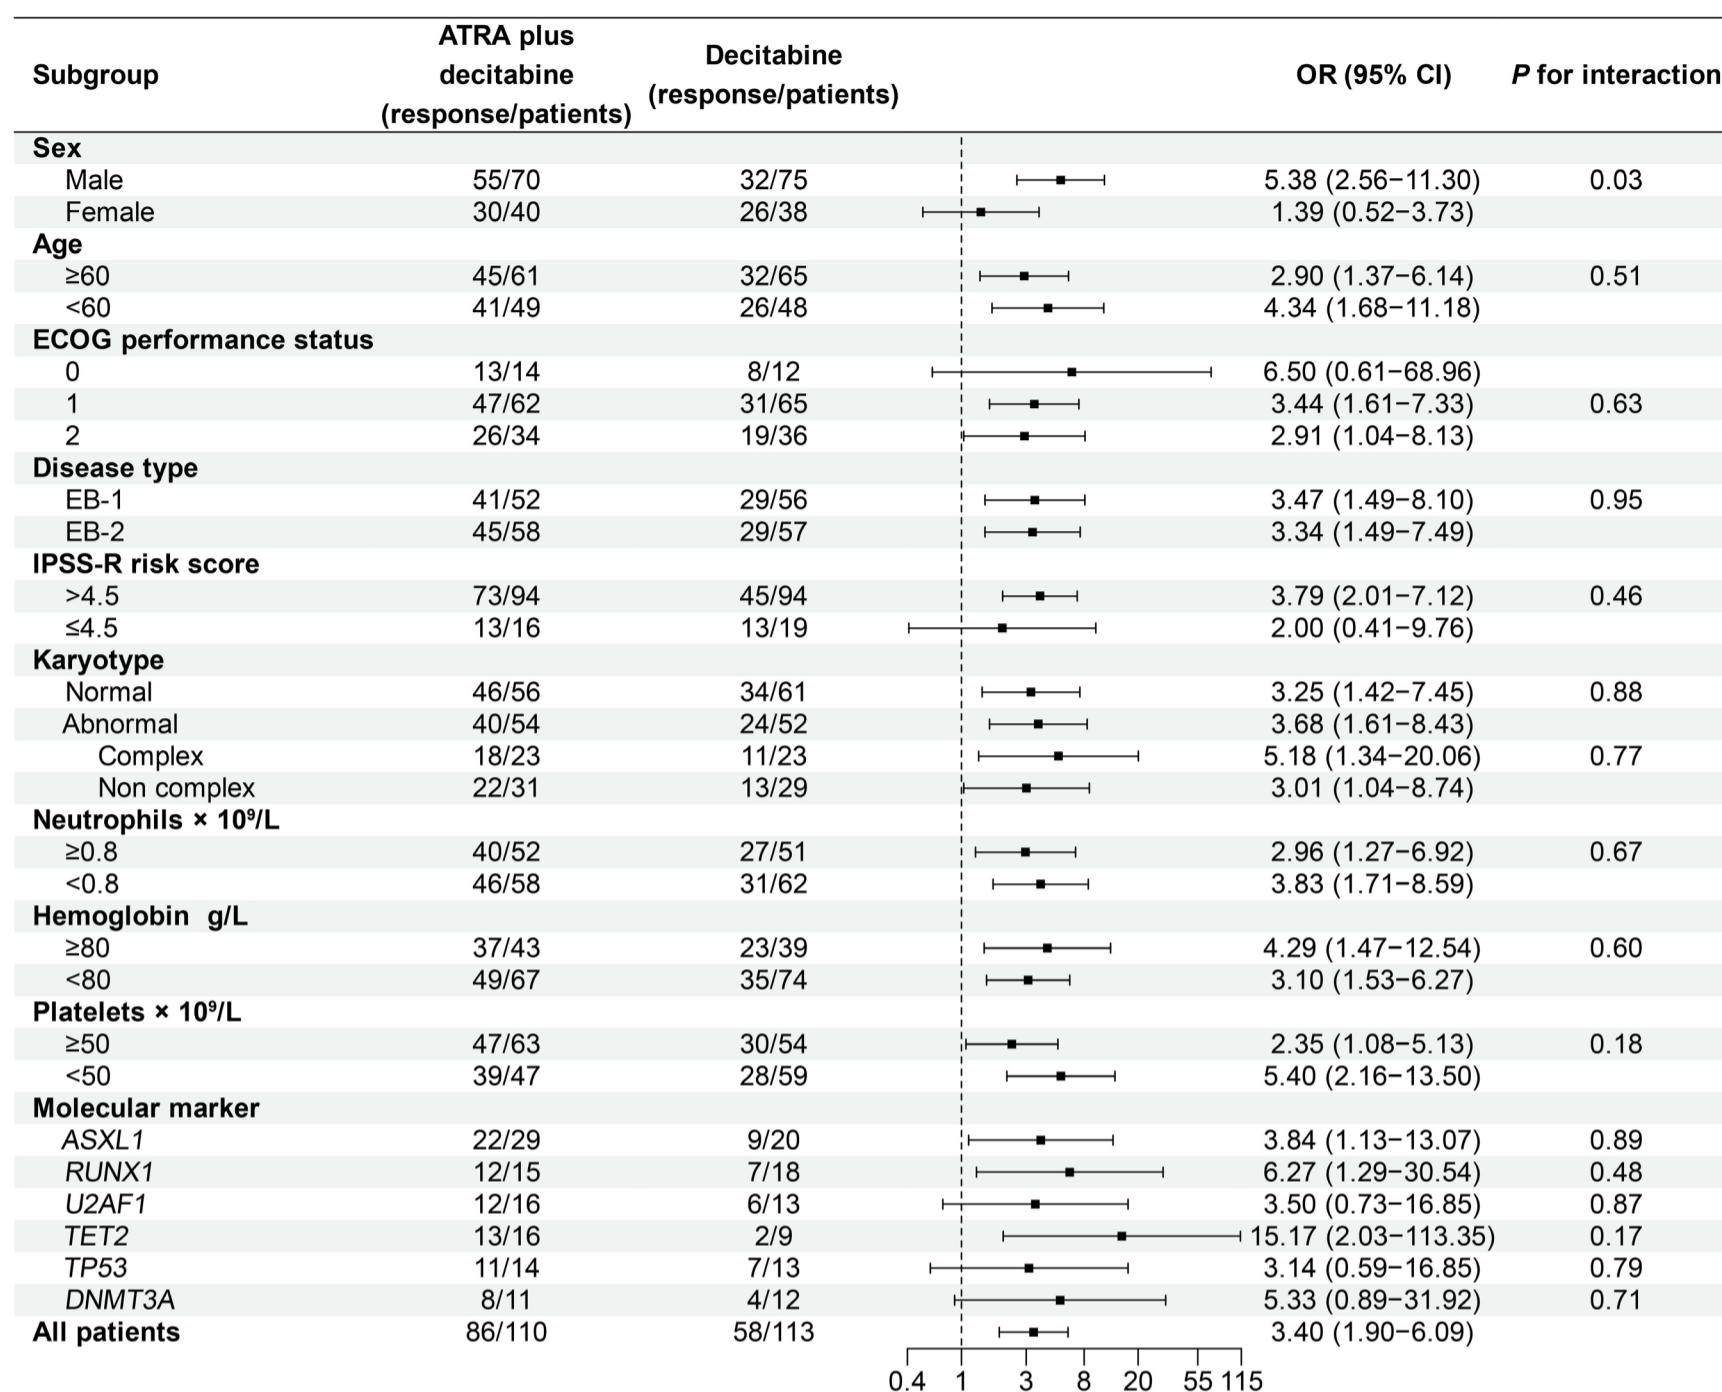 Subgroup ATRA plus decitabine (response/patients) Decitabine (response/patients) OR (95% CI) P for interaction
Sex
Male 55/70 32/75 5.38 (2.56−11.30) 0.03
Female 30/40 26/38 1.39 (0.52−3.73)
Age
≥60 45/61 32/65 2.90 (1.37−6.14) 0.51
<60 41/49 26/48 4.34 (1.68−11.18)
ECOG performance status
0 13/14 8/12 6.50 (0.61−68.96)
1 47/62 31/65 3.44 (1.61−7.33) 0.63
2 26/34 19/36 2.91 (1.04−8.13)
Disease type
EB-1 41/52 29/56 3.47 (1.49−8.10) 0.95
EB-2 45/58 29/57 3.34 (1.49−7.49)
IPSS-R risk score
>4.5 73/94 45/94 3.79 (2.01−7.12) 0.46
≤4.5 13/16 13/19 2.00 (0.41−9.76)
Karyotype
Normal 46/56 34/61 3.25 (1.42−7.45) 0.88
Abnormal 40/54 24/52 3.68 (1.61−8.43)
Complex 18/23 11/23 5.18 (1.34−20.06) 0.77
Non complex 22/31 13/29 3.01 (1.04−8.74)
Neutrophils × 10⁹/L
≥0.8 40/52 27/51 2.96 (1.27−6.92) 0.67
<0.8 46/58 31/62 3.83 (1.71−8.59)
Hemoglobin g/L
≥80 37/43 23/39 4.29 (1.47−12.54) 0.60
<80 49/67 35/74 3.10 (1.53−6.27)
Platelets × 10⁹/L
≥50 47/63 30/54 2.35 (1.08−5.13) 0.18
<50 39/47 28/59 5.40 (2.16−13.50)
Molecular marker
ASXL1 22/29 9/20 3.84 (1.13−13.07) 0.89
RUNX1 12/15 7/18 6.27 (1.29−30.54) 0.48
U2AF1 12/16 6/13 3.50 (0.73−16.85) 0.87
TET2 13/16 2/9 15.17 (2.03−113.35) 0.17
TP53 11/14 7/13 3.14 (0.59−16.85) 0.79
DNMT3A 8/11 4/12 5.33 (0.89−31.92) 0.71
All patients 86/110 58/113 3.40 (1.90−6.09)
0.4 1 3 8 20 55 115